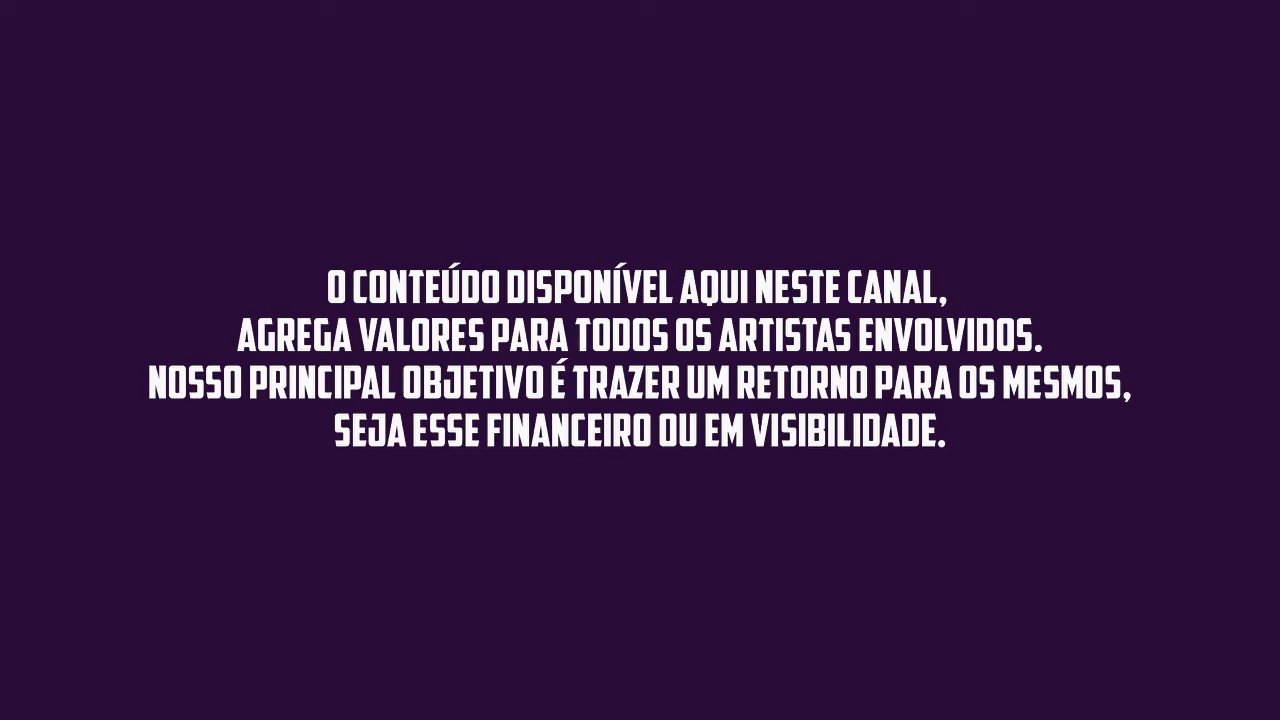 O CONTEÚDO DISPONÍVEL AQUI NESTE CANAL,
AGREGA VALORES PARA TODOS OS ARTISTAS ENVOLVIDOS.
NOSSO PRINCIPAL OBJETIVO É TRAZER UM RETORNO PARA OS MESMOS,
SEJA ESSE FINANCEIRO OU EM VISIBILIDADE.